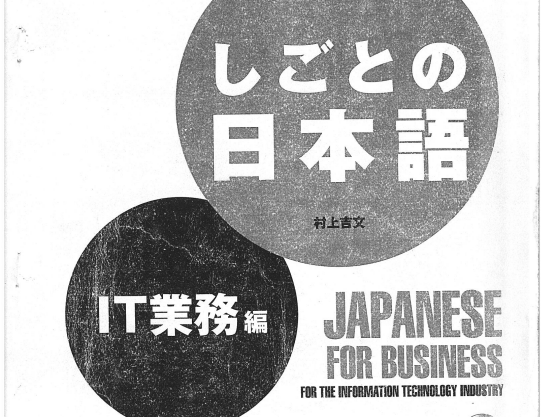 しごとの
日本語
村上吉文
IT業務編
JAPANESE
FOR BUSINESS
FOR THE INFORMATION TECHNOLOGY INDUSTRY